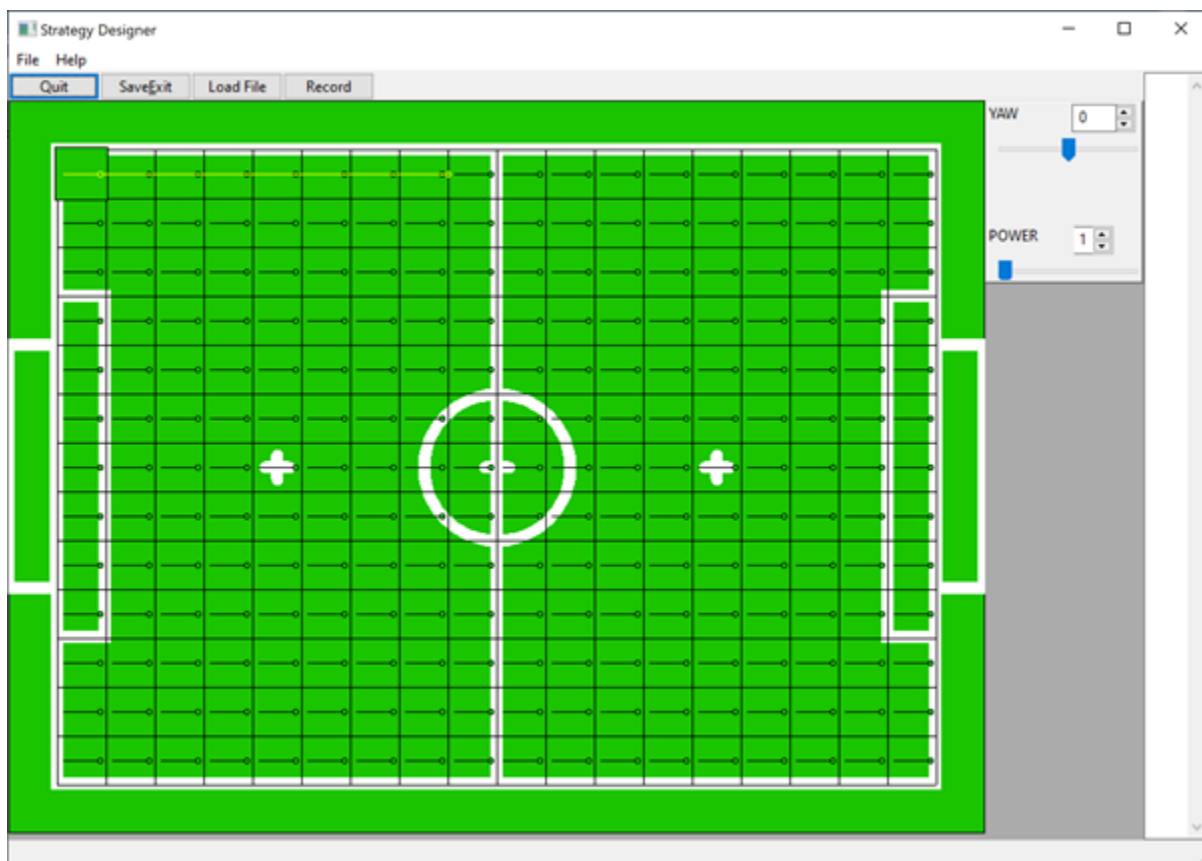 Strategy Designer
File Help
Quit SaveExit Load File Record
YAW 0
POWER 1